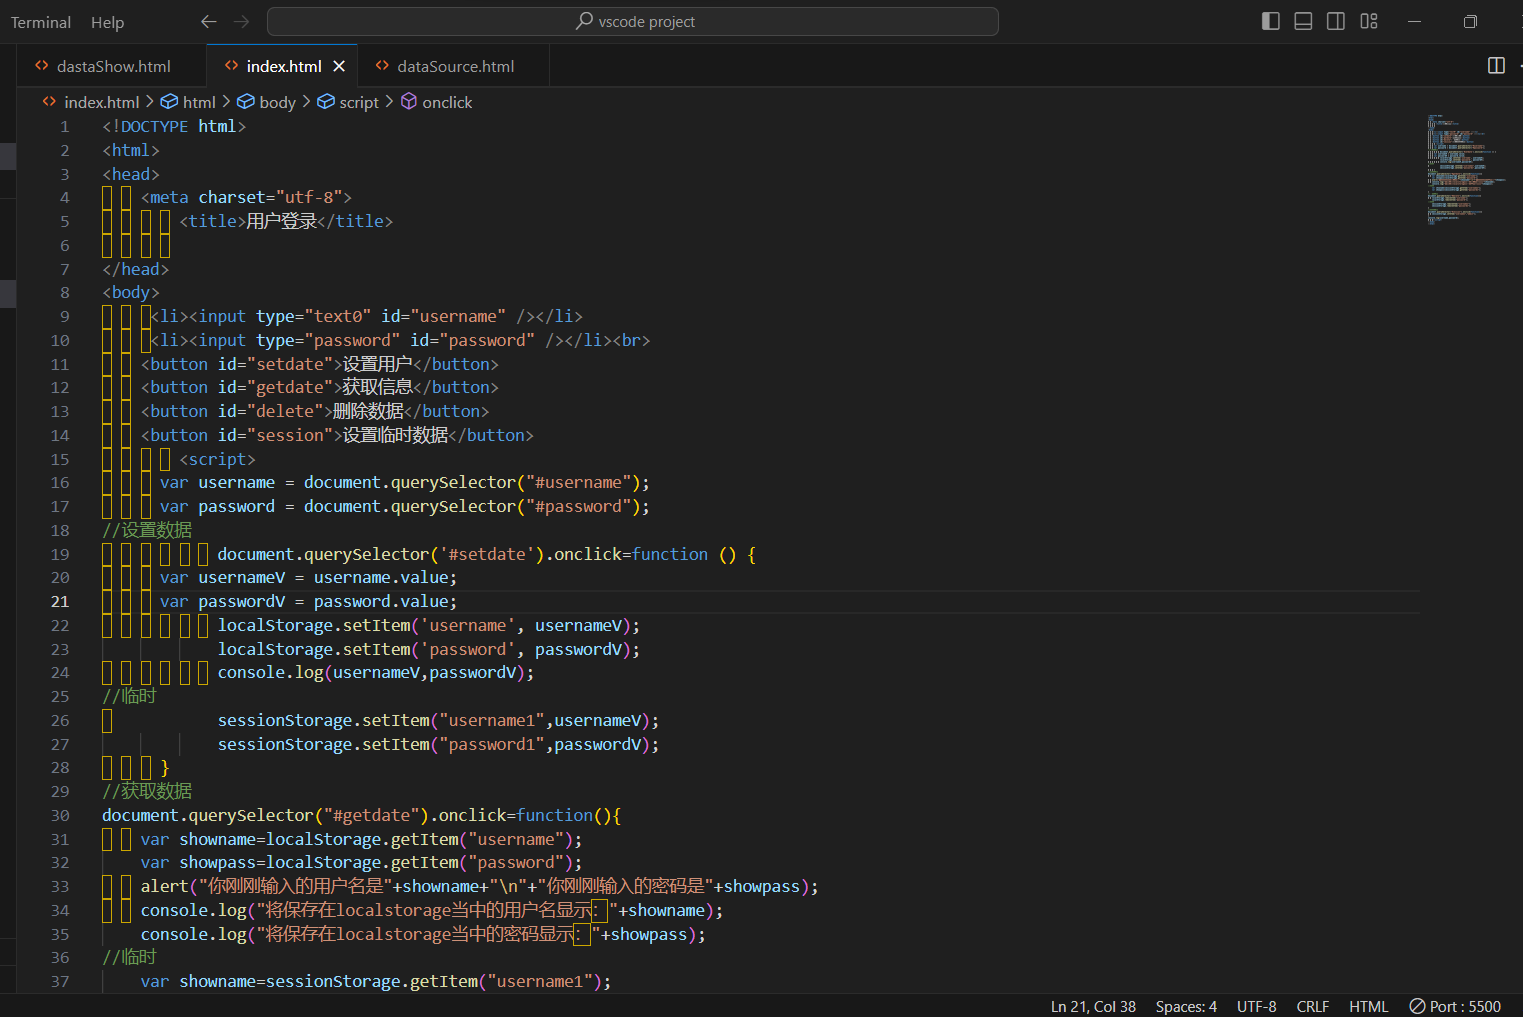 Terminal Help vscode project
dastaShow.html index.html dataSource.html
index.html > html > body > script > onclick
1 <!DOCTYPE html>
2 <html>
3 <head>
4 <meta charset="utf-8">
5 <title>用户登录</title>
6
7 </head>
8 <body>
9 <li><input type="text0" id="username" /></li>
10 <li><input type="password" id="password" /></li><br>
11 <button id="setdate">设置用户</button>
12 <button id="getdate">获取信息</button>
13 <button id="delete">删除数据</button>
14 <button id="session">设置临时数据</button>
15 <script>
16 var username = document.querySelector("#username");
17 var password = document.querySelector("#password");
18 //设置数据
19 document.querySelector('#setdate').onclick=function () {
20 var usernameV = username.value;
21 var passwordV = password.value;
22 localStorage.setItem('username', usernameV);
23 localStorage.setItem('password', passwordV);
24 console.log(usernameV,passwordV);
25 //临时
26 sessionStorage.setItem("username1",usernameV);
27 sessionStorage.setItem("password1",passwordV);
28 }
29 //获取数据
30 document.querySelector("#getdate").onclick=function(){
31 var showname=localStorage.getItem("username");
32 var showpass=localStorage.getItem("password");
33 alert("你刚刚输入的用户名是"+showname+"\n"+"你刚刚输入的密码是"+showpass);
34 console.log("将保存在localstorage当中的用户名显示："+showname);
35 console.log("将保存在localstorage当中的密码显示："+showpass);
36 //临时
37 var showname=sessionStorage.getItem("username1");
Ln 21, Col 38 Spaces: 4 UTF-8 CRLF HTML Port : 5500